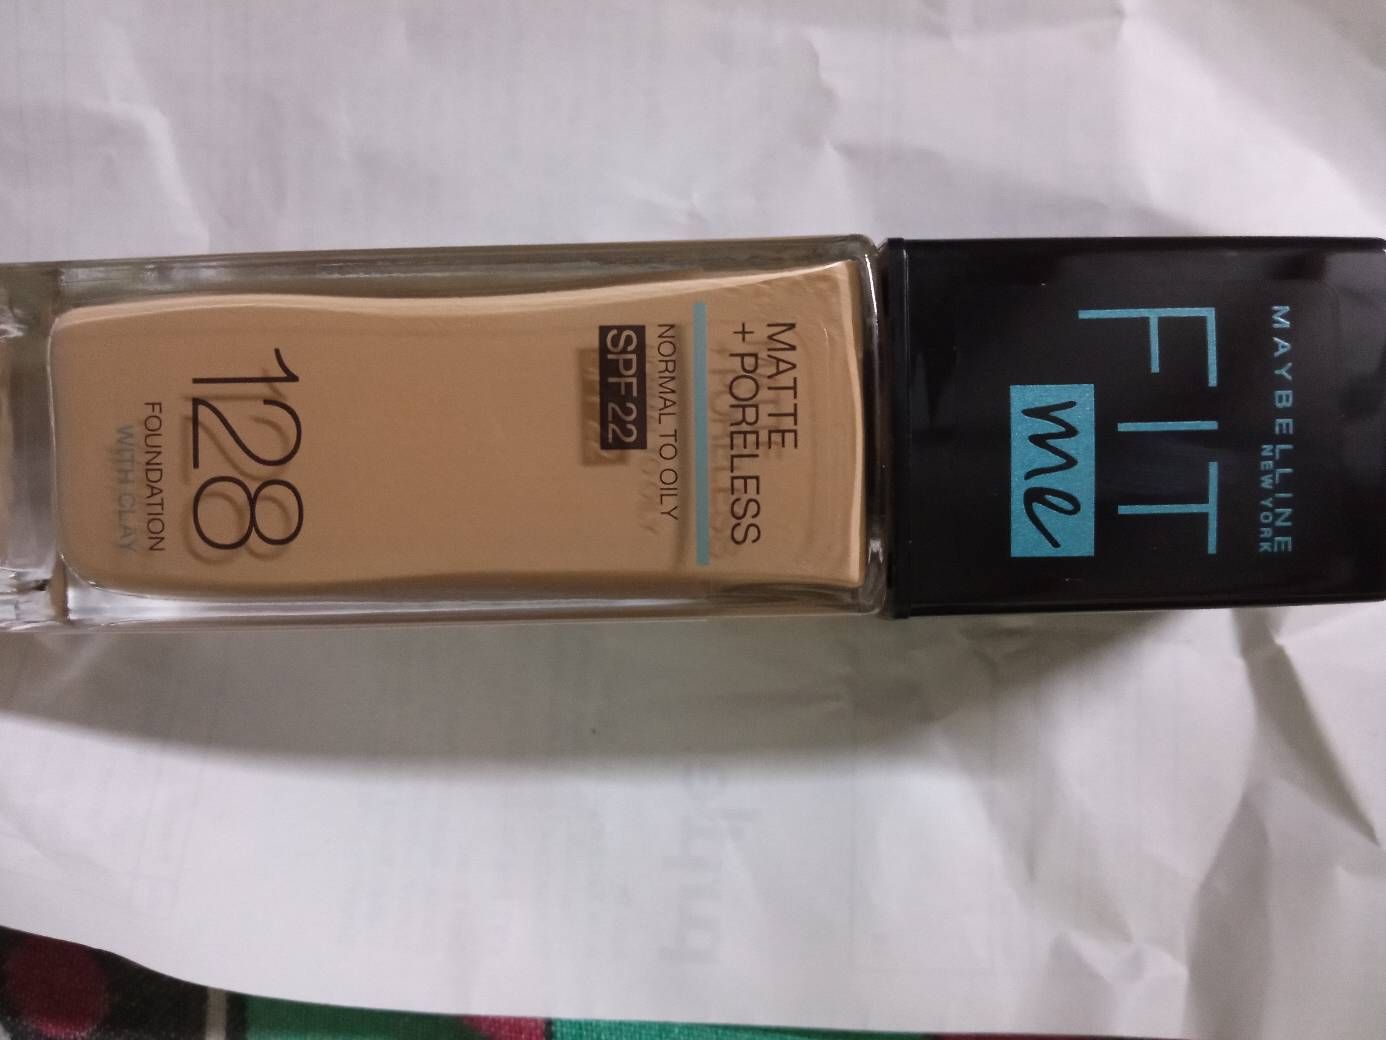 MAYBELLINE
NEW YORK
FIT
me
MATTE
+ PORELESS
NORMAL TO OILY
SPF 22
128
FOUNDATION
WITH CLAY